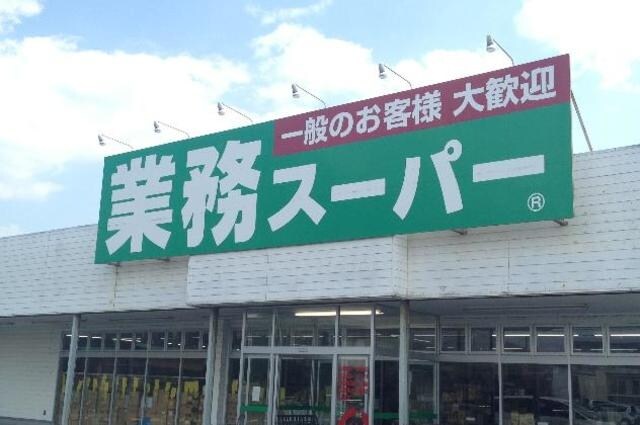 一般のお客様 大歓迎
業務スーパー
®